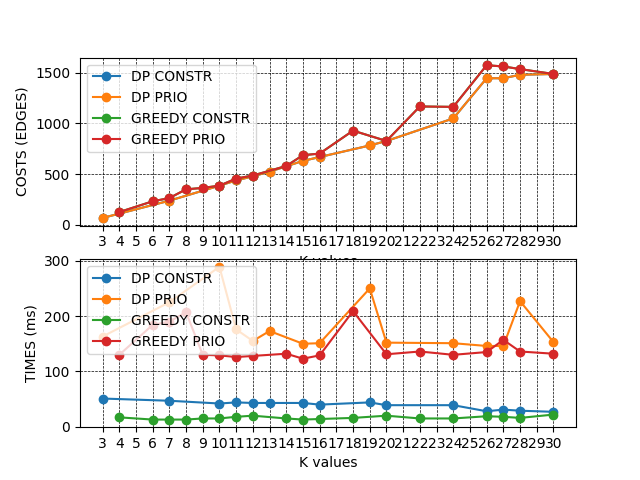 COSTS (EDGES)
1500
1000
500
0
DP CONSTR
DP PRIO
GREEDY CONSTR
GREEDY PRIO
3 4 5 6 7 8 9 10 11 12 13 14 15 16 17 18 19 20 21 22 23 24 25 26 27 28 29 30
K values
TIMES (ms)
300
200
100
0
DP CONSTR
DP PRIO
GREEDY CONSTR
GREEDY PRIO
3 4 5 6 7 8 9 10 11 12 13 14 15 16 17 18 19 20 21 22 23 24 25 26 27 28 29 30
K values